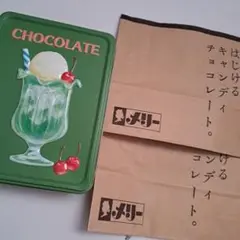 CHOCOLATE
はじける
キャンディ
チョコレート。
メリー
ける
ンディ
コレート。
メリー